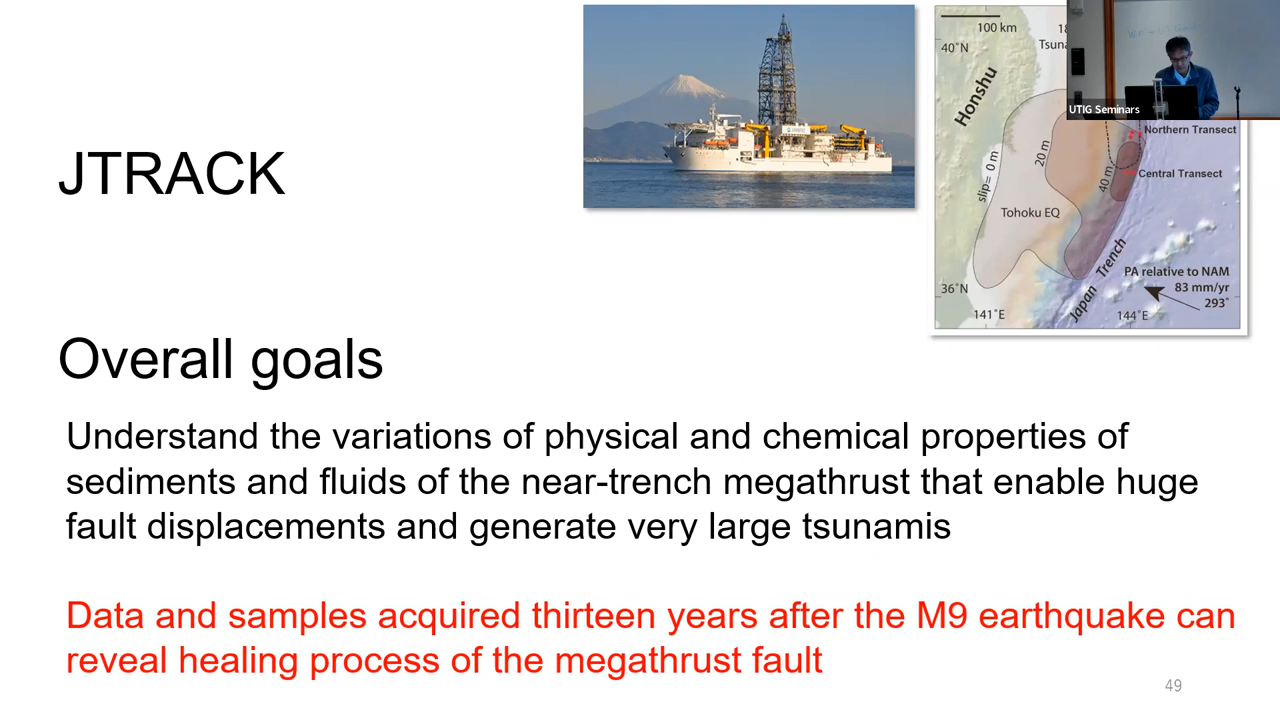 JTRACK
100 km
40°N
Honshu
UTIG Seminars
Northern Transect
20 m
40 m
Central Transect
slip= 0 m
Tohoku EQ
Japan Trench
PA relative to NAM
83 mm/yr
293°
36°N
141°E
144°E
Overall goals
Understand the variations of physical and chemical properties of
sediments and fluids of the near-trench megathrust that enable huge
fault displacements and generate very large tsunamis
Data and samples acquired thirteen years after the M9 earthquake can
reveal healing process of the megathrust fault
49